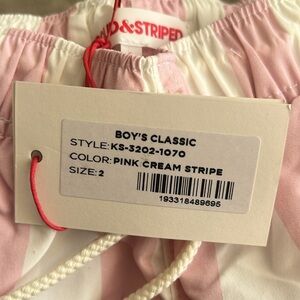 &STRIPED
BOY'S CLASSIC
STYLE:KS-3202-1070
COLOR:PINK CREAM STRIPE
SIZE:2
193318489695